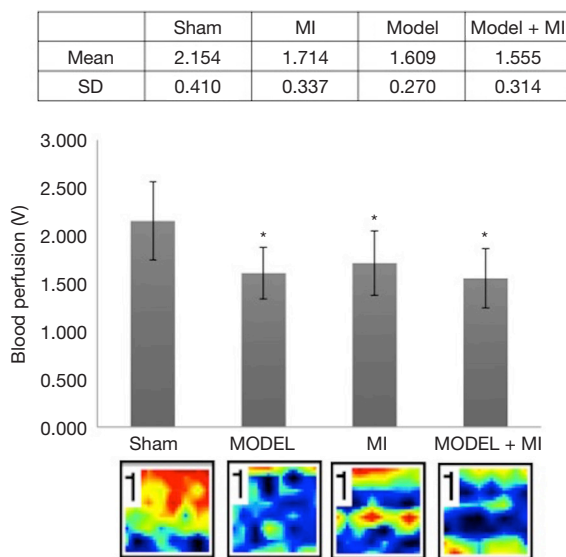 Sham MI Model Model + MI
Mean 2.154 1.714 1.609 1.555
SD 0.410 0.337 0.270 0.314
3.000
2.500
2.000
1.500
1.000
0.500
0.000
Blood perfusion (V)
* * *
Sham MODEL MI MODEL + MI
1 1 1 1